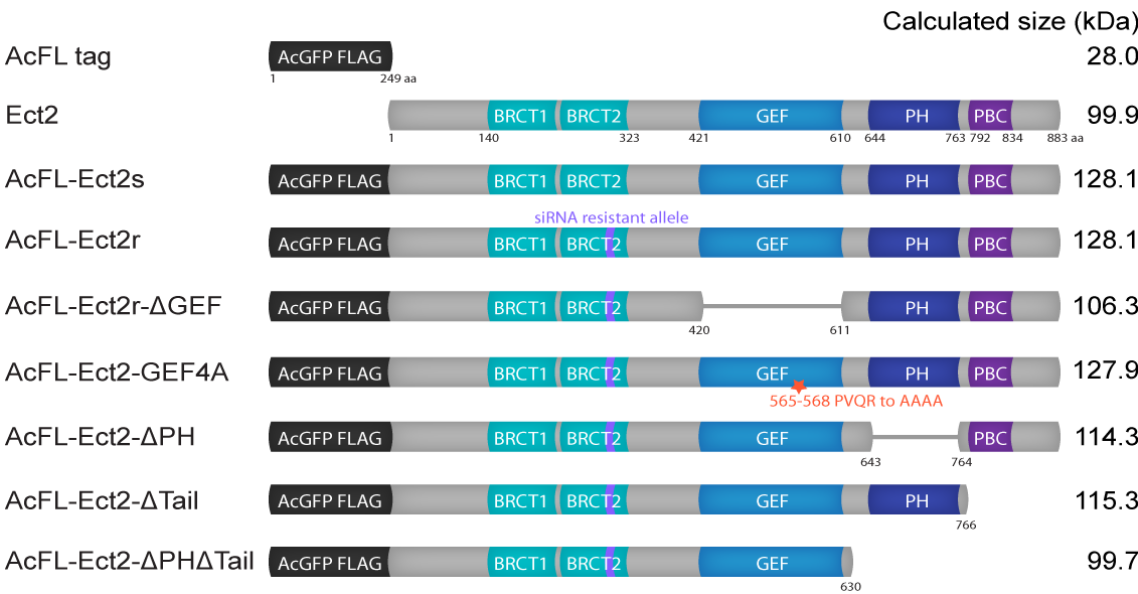 Calculated size (kDa)
AcFL tag AcGFP FLAG 28.0
1 249 aa
Ect2 BRCT1 BRCT2 GEF PH PBC 99.9
1 140 323 421 610 644 763 792 834 883 aa
AcFL-Ect2s AcGFP FLAG BRCT1 BRCT2 GEF PH PBC 128.1
siRNA resistant allele
AcFL-Ect2r AcGFP FLAG BRCT1 BRCT2 GEF PH PBC 128.1
AcFL-Ect2r-ΔGEF AcGFP FLAG BRCT1 BRCT2 PH PBC 106.3
420 611
AcFL-Ect2-GEF4A AcGFP FLAG BRCT1 BRCT2 GEF PH PBC 127.9
565-568 PVQR to AAAA
AcFL-Ect2-ΔPH AcGFP FLAG BRCT1 BRCT2 GEF PBC 114.3
643 764
AcFL-Ect2-ΔTail AcGFP FLAG BRCT1 BRCT2 GEF PH 115.3
766
AcFL-Ect2-ΔPHΔTail AcGFP FLAG BRCT1 BRCT2 GEF 99.7
630